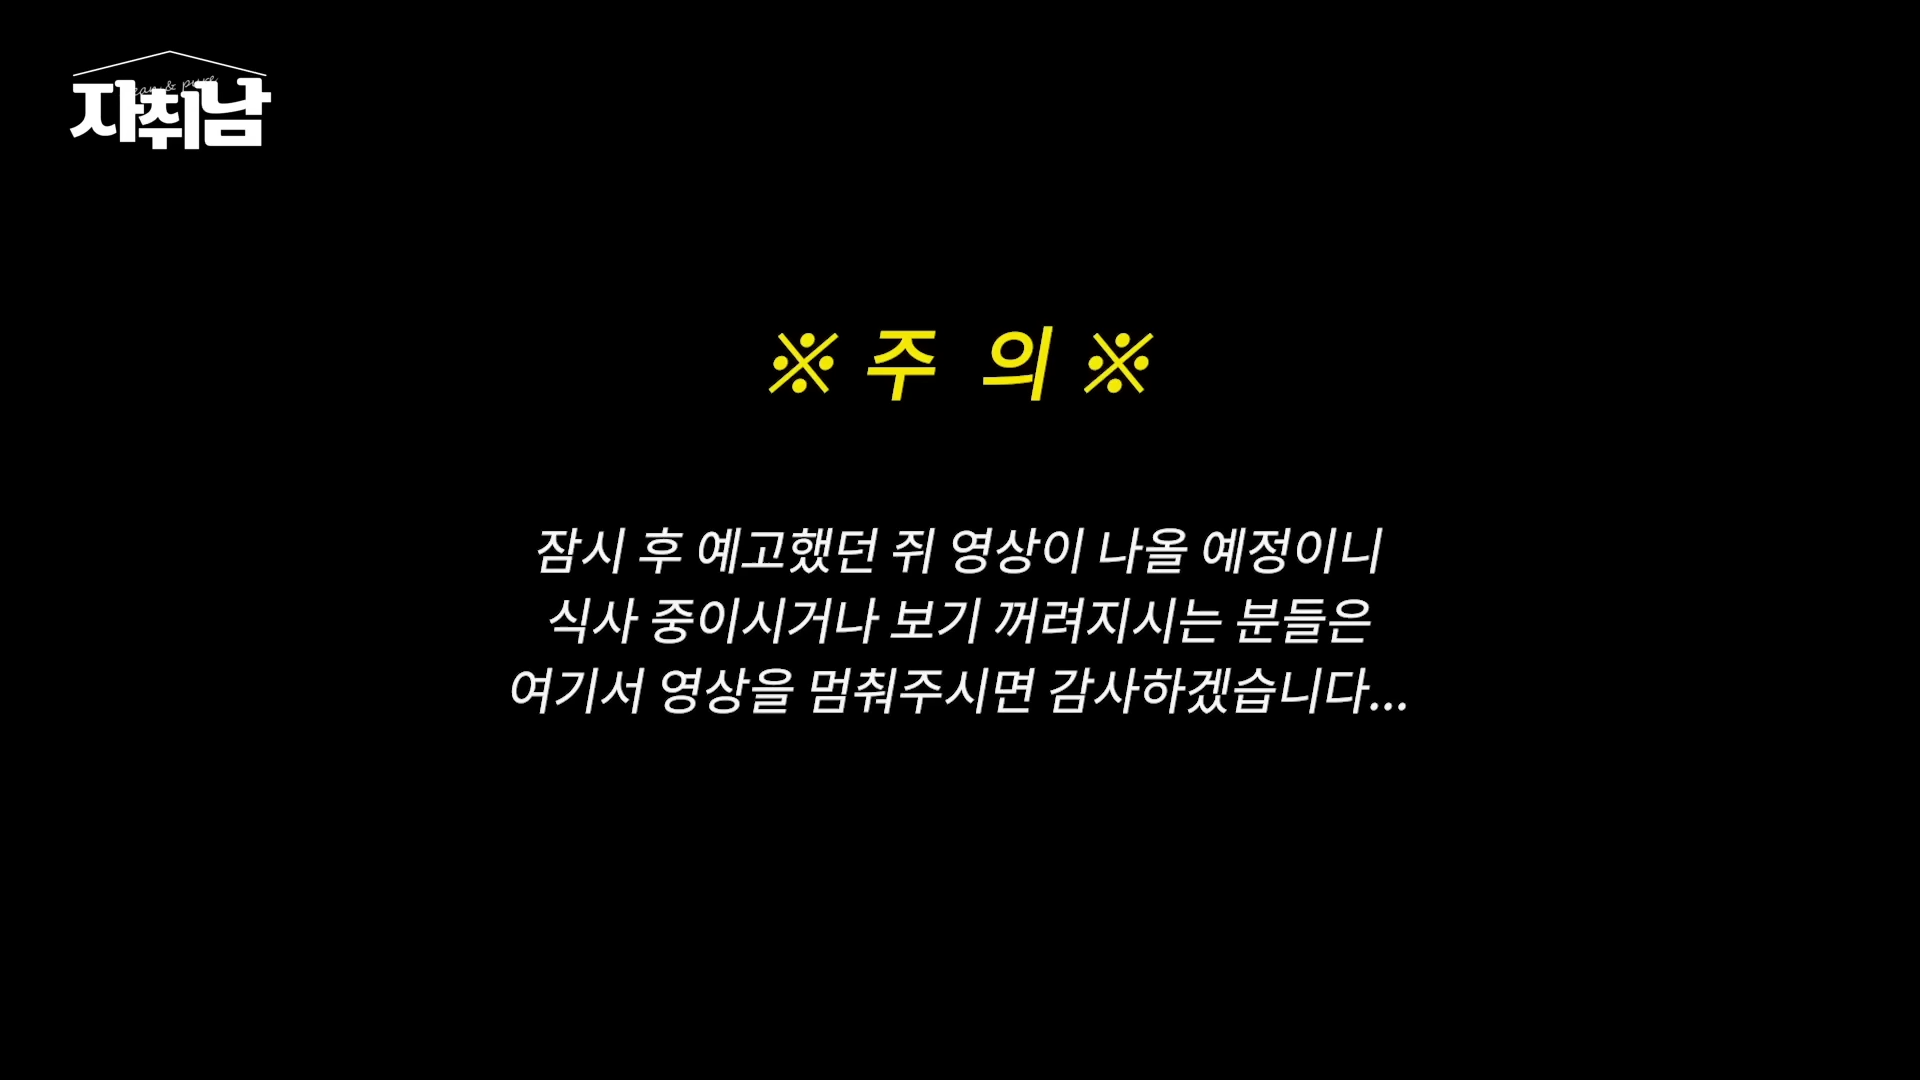 자취남
※ 주 의 ※
잠시 후 예고했던 쥐 영상이 나올 예정이니
식사 중이시거나 보기 꺼려지시는 분들은
여기서 영상을 멈춰주시면 감사하겠습니다...